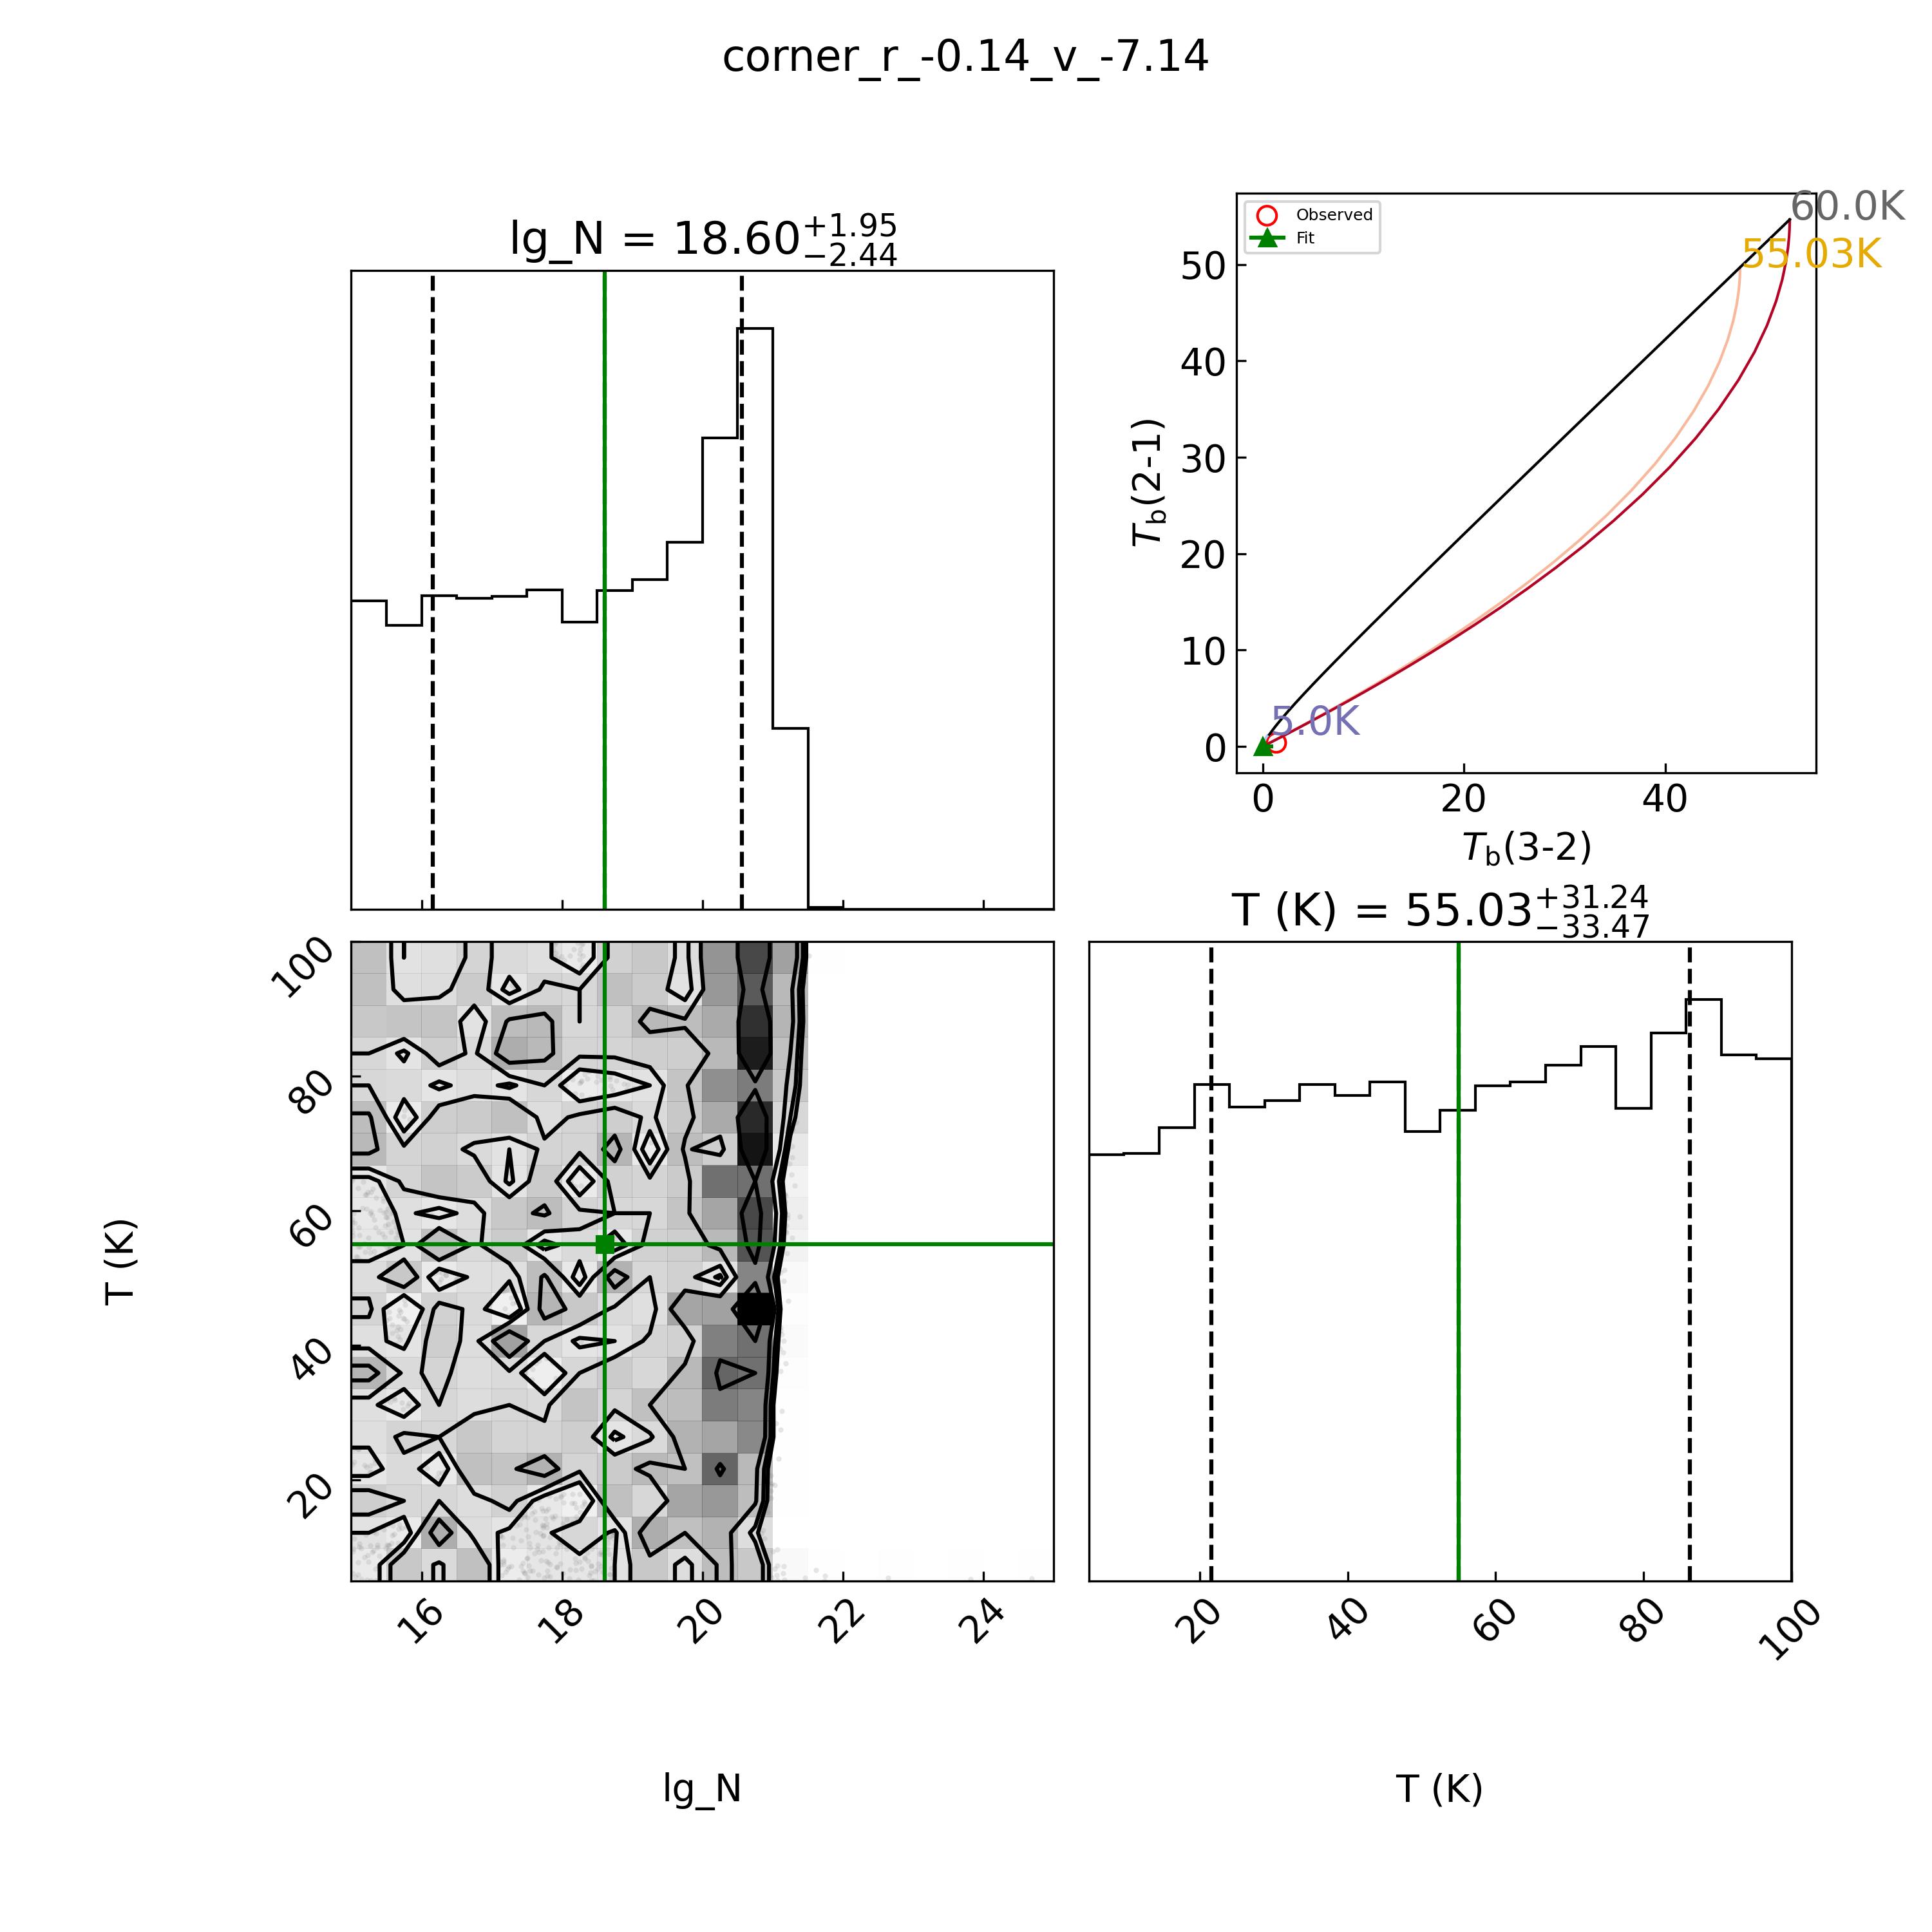 corner_r_-0.14_v_-7.14
lg_N = 18.60+1.95−2.44
Observed
Fit
60.0K
55.03K
5.0K
50
40
30
20
10
0
Tb(2-1)
0 20 40
Tb(3-2)
T (K) = 55.03+31.24−33.47
100
80
60
40
20
T (K)
16 18 20 22 24
lg_N
20 40 60 80 100
T (K)